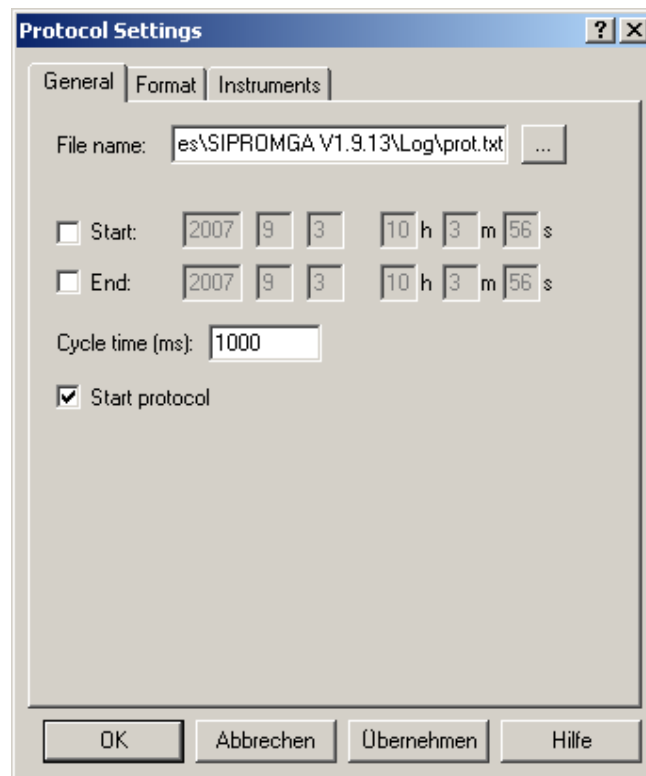 Protocol Settings
General Format Instruments
File name: es\SIPROMGA V1.9.13\Log\prot.txt ...
Start: 2007 9 3 10 h 3 m 56 s
End: 2007 9 3 10 h 3 m 56 s
Cycle time (ms): 1000
Start protocol
OK Abbrechen Übernehmen Hilfe